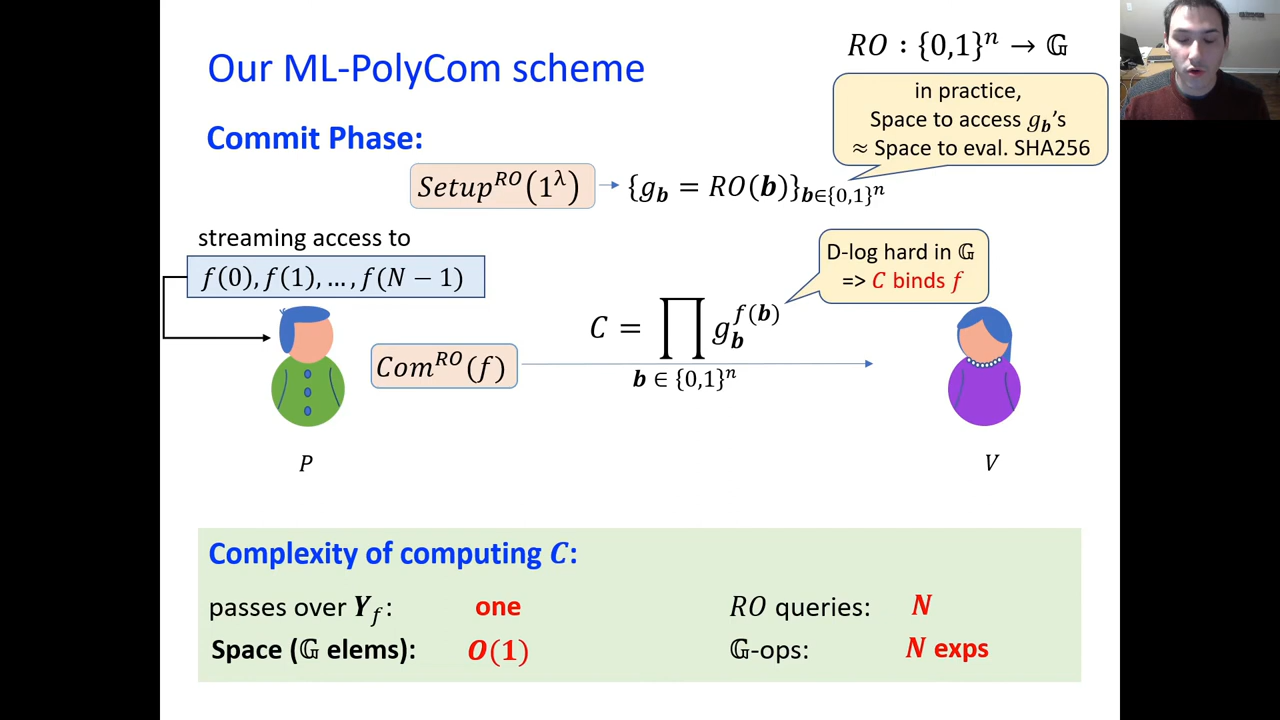 Our ML-PolyCom scheme
RO : {0,1}ⁿ → 𝔾
in practice,
Space to access g_𝒃's
≈ Space to eval. SHA256
Commit Phase:
Setup^RO(1^λ) → {g_𝒃 = RO(𝒃)}_𝒃∈{0,1}ⁿ
streaming access to
f(0), f(1), … , f(N − 1)
D-log hard in 𝔾
=> C binds f
C = ∏ g_𝒃^f(𝒃)
𝒃 ∈ {0,1}ⁿ
Com^RO(f)
P
V
Complexity of computing C:
passes over Y_f: one
RO queries: N
Space (𝔾 elems): O(1)
𝔾-ops: N exps